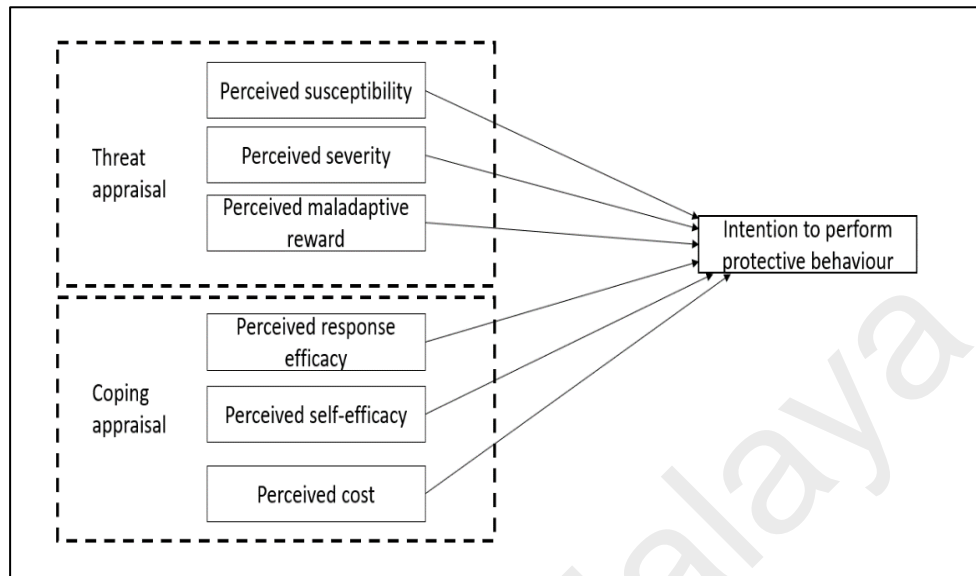 Threat
appraisal
Perceived susceptibility
Perceived severity
Perceived maladaptive
reward
Coping
appraisal
Perceived response
efficacy
Perceived self-efficacy
Perceived cost
Intention to perform
protective behaviour
alaya